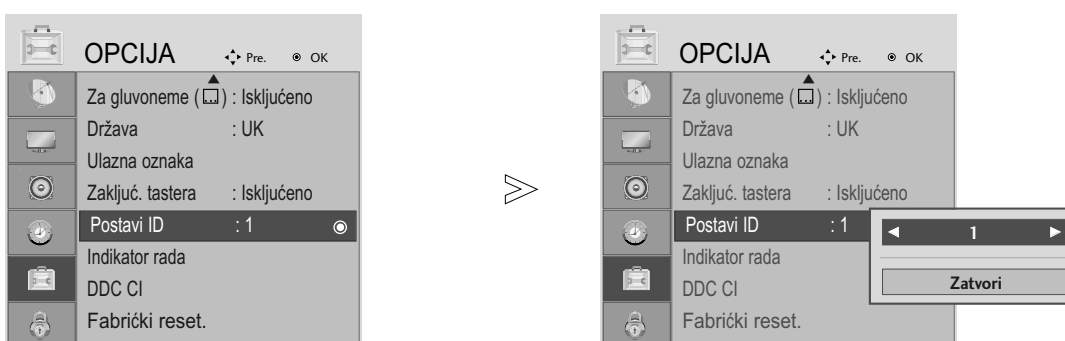 OPCIJA Pre. OK
Za gluvoneme ( ) : Isključeno
Država : UK
Ulazna oznaka
Zaključ. tastera : Isključeno
Postavi ID : 1
Indikator rada
DDC CI
Fabrićki reset.
OPCIJA Pre. OK
Za gluvoneme ( ) : Isključeno
Država : UK
Ulazna oznaka
Zaključ. tastera : Isključeno
Postavi ID : 1
Indikator rada
DDC CI
Fabrićki reset.
◄ 1 ►
Zatvori